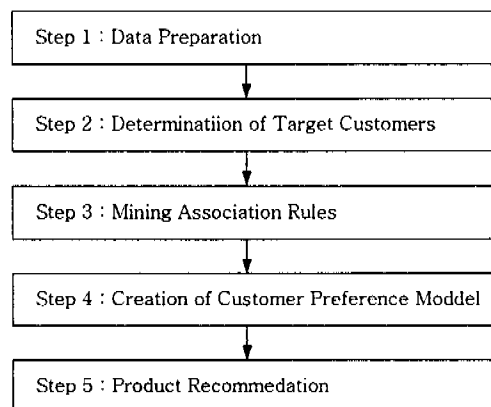 Step 1 : Data Preparation
Step 2 : Determinatiion of Target Customers
Step 3 : Mining Association Rules
Step 4 : Creation of Customer Preference Moddel
Step 5 : Product Recommedation